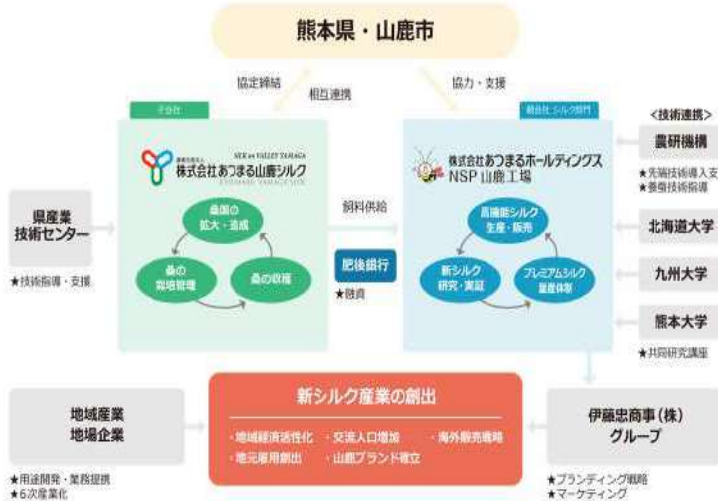 熊本県・山鹿市
協定締結
相互連携
協力・支援
子会社
SILK on VALLEY YAMAGA
農業生産法人
株式会社あつまる山鹿シルク
ATSUMARU YAMAGA SILK
桑園の
拡大・造成
桑の
栽培管理
桑の収穫
県産業
技術センター
★技術指導・支援
飼料供給
肥後銀行
★融資
親会社 シルク部門
株式会社あつまるホールディングス
NSP 山鹿工場
高機能シルク
生産・販売
新シルク
研究・実証
プレミアムシルク
量産体制
<技術連携>
農研機構
★先端技術導入支
★養蚕技術指導
北海道大学
九州大学
熊本大学
★共同研究講座
地域産業
地場企業
★用途開発・業務提携
★6次産業化
新シルク産業の創出
・地域経済活性化 ・交流人口増加 ・海外販売戦略
・地元雇用創出 ・山鹿ブランド確立
伊藤忠商事(株)
グループ
★ブランディング戦略
★マーケティング